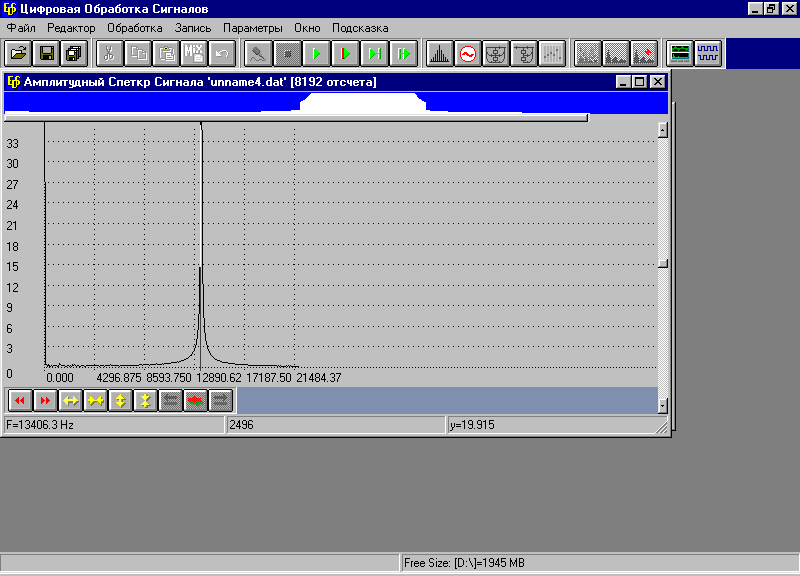 Цифровая Обработка Сигналов
Файл Редактор Обработка Запись Параметры Окно Подсказка
MiX
Амплитудный Спеткр Сигнала 'unname4.dat' [8192 отсчета]
33
30
27
24
21
18
15
12
9
6
3
0
0.000 4296.875 8593.750 12890.62 17187.50 21484.37
F=13406.3 Hz 2496 y=19.915
Free Size: [D:\]=1945 MB